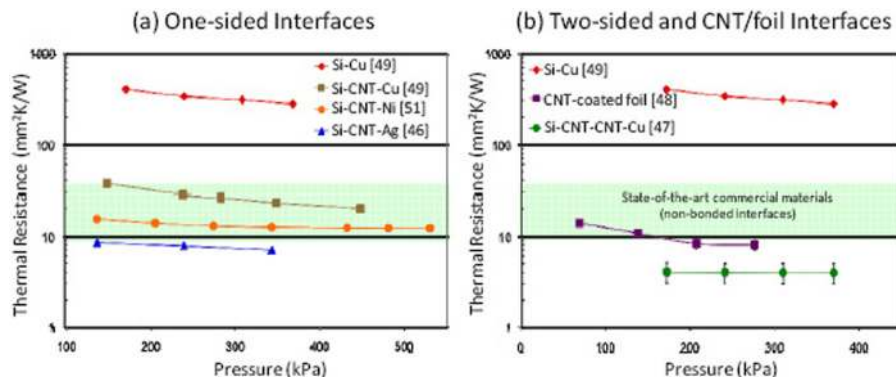 (a) One-sided Interfaces
Thermal Resistance (mm²K/W)
1000
100
10
1
Si-Cu [49]
Si-CNT-Cu [49]
Si-CNT-Ni [51]
Si-CNT-Ag [46]
100 200 300 400 500
Pressure (kPa)
(b) Two-sided and CNT/foil Interfaces
Thermal Resistance (mm²K/W)
1000
100
10
1
Si-Cu [49]
CNT-coated foil [48]
Si-CNT-CNT-Cu [47]
State-of-the-art commercial materials
(non-bonded interfaces)
0 100 200 300 400
Pressure (kPa)